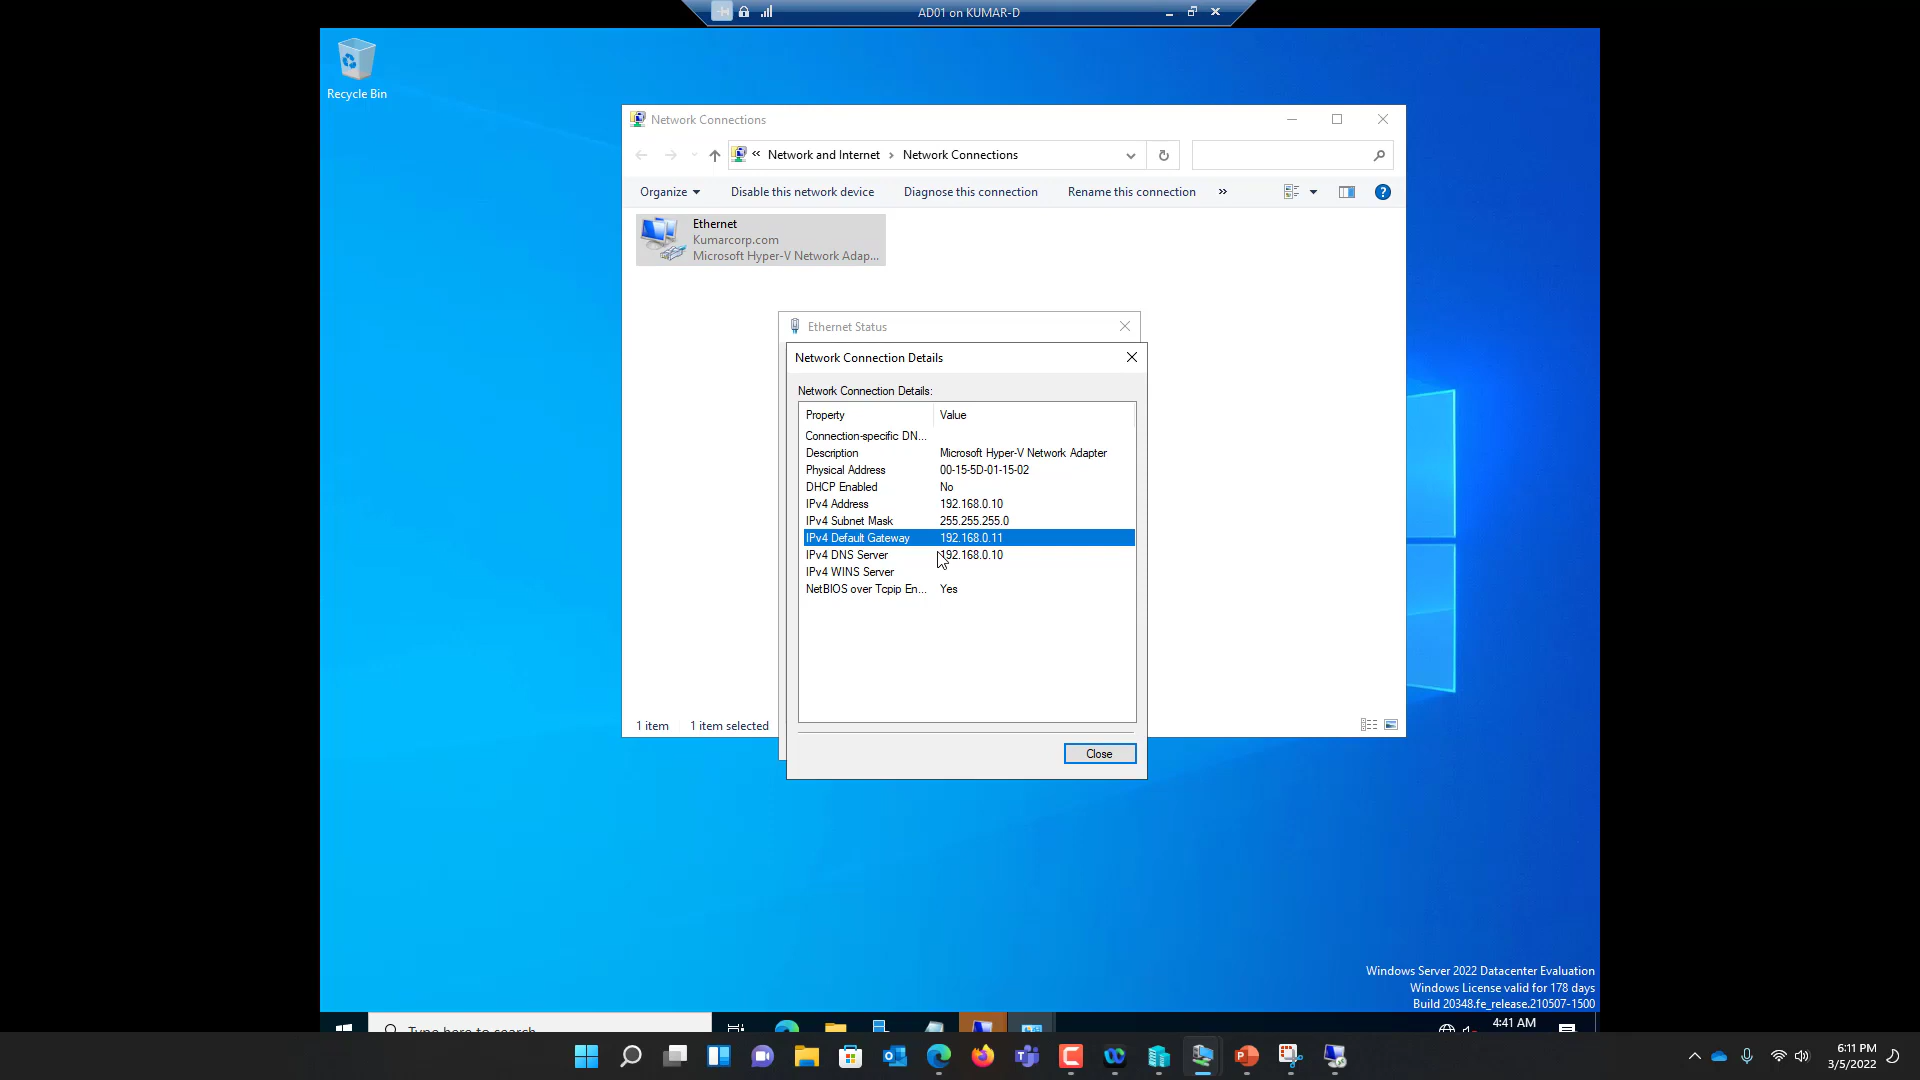 AD01 on KUMAR-D
Recycle Bin
Network Connections
« Network and Internet › Network Connections
Organize
Disable this network device
Diagnose this connection
Rename this connection
»
Ethernet
Kumarcorp.com
Microsoft Hyper-V Network Adap...
Ethernet Status
Network Connection Details
Network Connection Details:
Property Value
Connection-specific DN...
Description Microsoft Hyper-V Network Adapter
Physical Address 00-15-5D-01-15-02
DHCP Enabled No
IPv4 Address 192.168.0.10
IPv4 Subnet Mask 255.255.255.0
IPv4 Default Gateway 192.168.0.11
IPv4 DNS Server 192.168.0.10
IPv4 WINS Server
NetBIOS over Tcpip En... Yes
1 item 1 item selected
Close
Windows Server 2022 Datacenter Evaluation
Windows License valid for 178 days
Build 20348.fe_release.210507-1500
Type here to search
4:41 AM
6:11 PM
3/5/2022